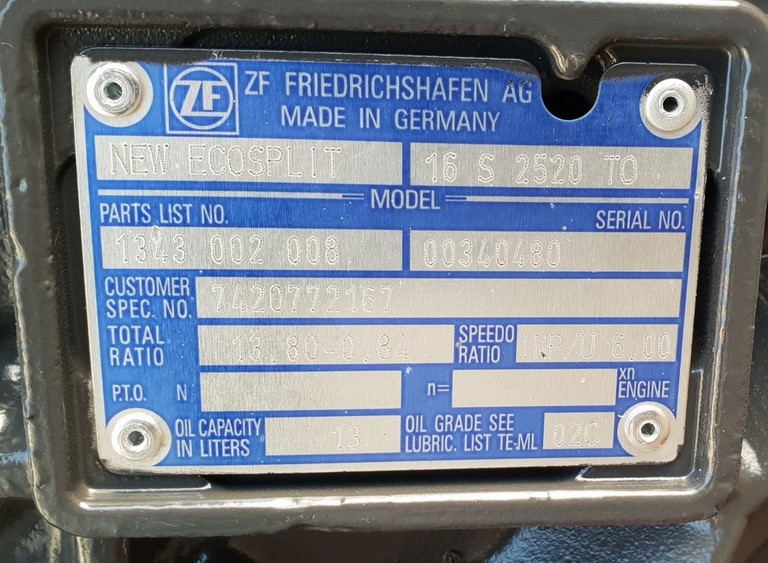 ZF
ZF FRIEDRICHSHAFEN AG
MADE IN GERMANY
NEW ECOSPLIT 16 S 2520 TO
MODEL
PARTS LIST NO. SERIAL NO.
1343 002 008 00340480
CUSTOMER
SPEC. NO. 7420772167
TOTAL
RATIO 13,80-0,84 SPEEDO
RATIO INP/U 6,00
P.T.O. N n= xn
ENGINE
OIL CAPACITY
IN LITERS 13 OIL GRADE SEE
LUBRIC. LIST TE-ML 02C